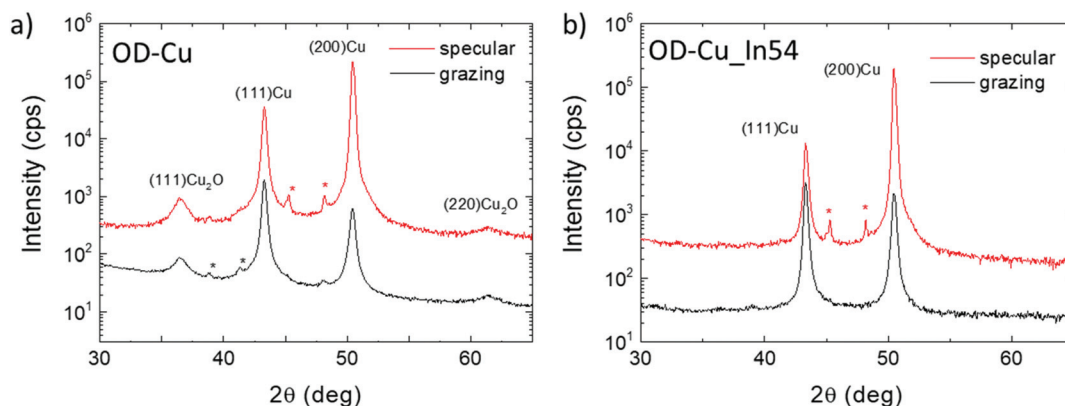 a)
OD-Cu
specular
grazing
(111)Cu₂O
(111)Cu
(200)Cu
(220)Cu₂O
* *
* *
Intensity (cps)
10⁶
10⁵
10⁴
10³
10²
10¹
30 40 50 60
2θ (deg)
b)
OD-Cu_In54
specular
grazing
(111)Cu
(200)Cu
* *
Intensity (cps)
10⁶
10⁵
10⁴
10³
10²
10¹
30 40 50 60
2θ (deg)